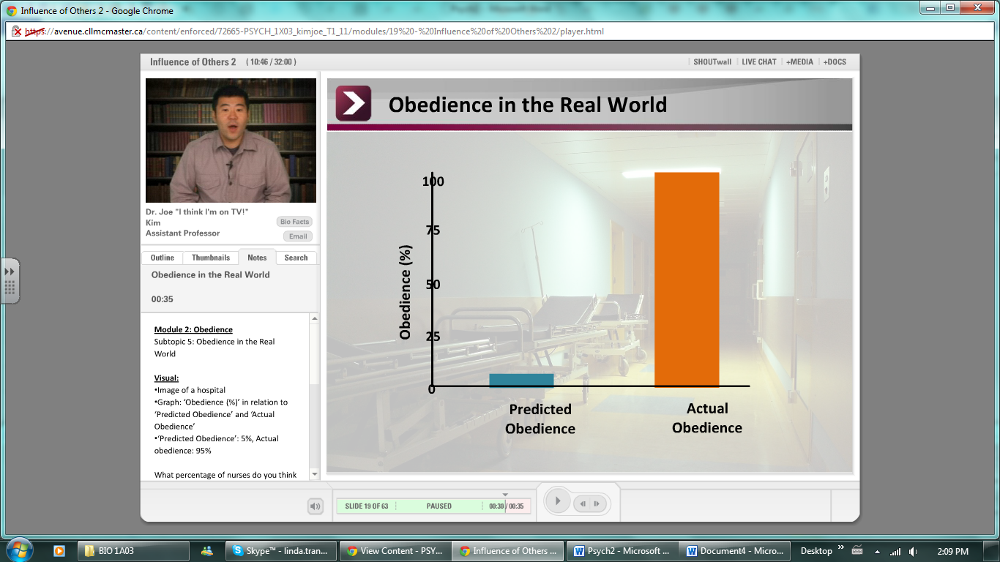 Influence of Others 2 - Google Chrome
https://avenue.cllmcmaster.ca/content/enforced/72665-PSYCH_1X03_kimjoe_T1_11/modules/19%20-%20Influence%20of%20Others%202/player.html
Influence of Others 2 ( 10:46 / 32:00 )
SHOUTwall LIVE CHAT +MEDIA +DOCS
Dr. Joe "I think I'm on TV!"
Kim
Assistant Professor
Bio Facts
Email
Outline Thumbnails Notes Search
Obedience in the Real World
00:35
Module 2: Obedience
Subtopic 5: Obedience in the Real
World
Visual:
•Image of a hospital
•Graph: ‘Obedience (%)’ in relation to
‘Predicted Obedience’ and ‘Actual
Obedience’
•‘Predicted Obedience’: 5%, Actual
obedience: 95%
What percentage of nurses do you think
Obedience in the Real World
Obedience (%)
100
75
50
25
0
Predicted
Obedience
Actual
Obedience
SLIDE 19 OF 63 PAUSED 00:30 / 00:35
BIO 1A03
Skype™ - linda.tran...
View Content - PSY...
Influence of Others ...
Psych2 - Microsoft ...
Document4 - Micro...
Desktop
2:09 PM